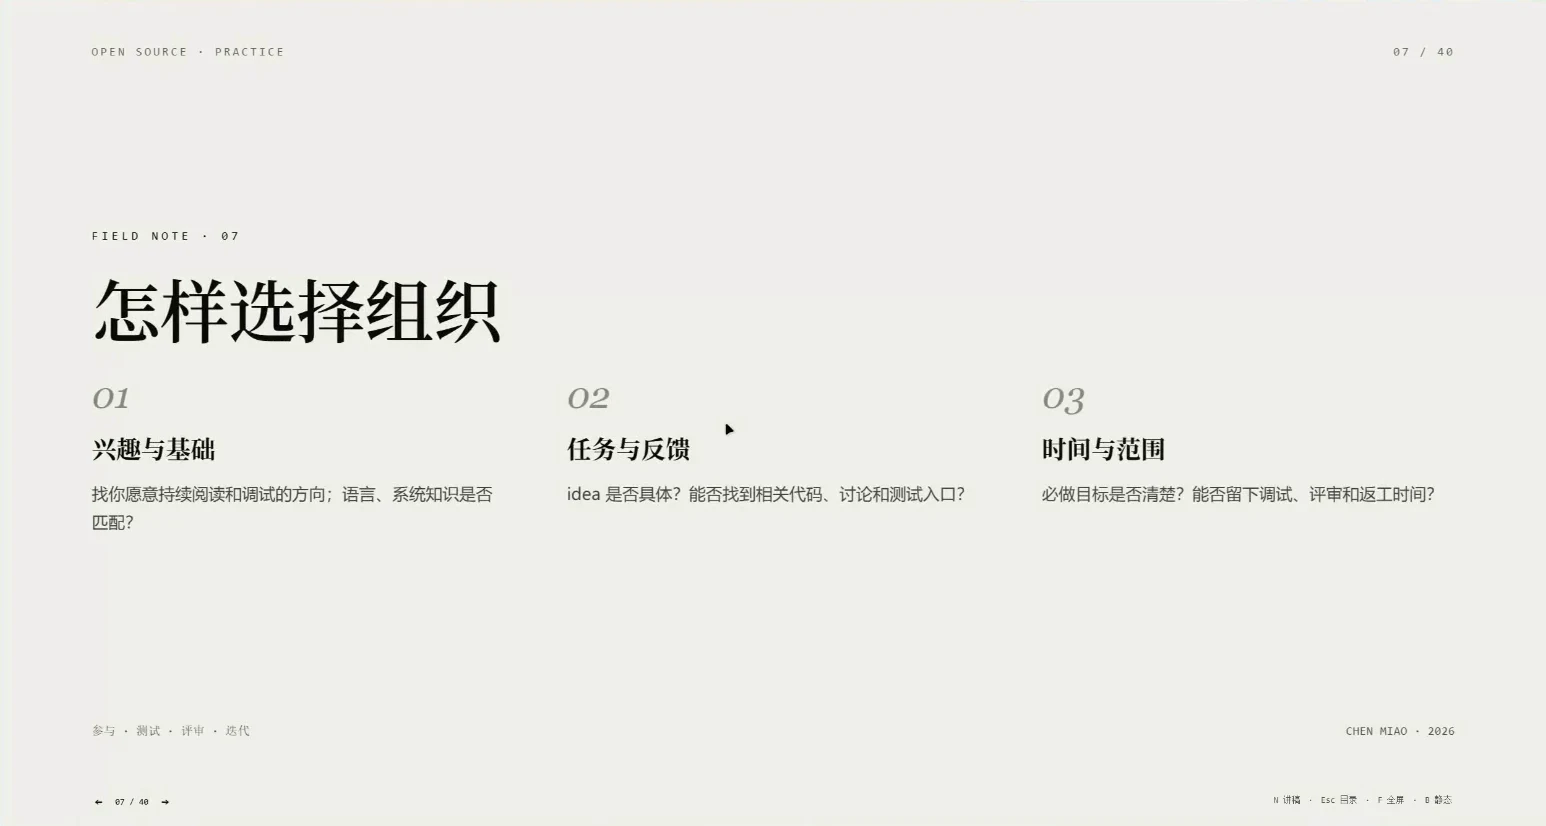 OPEN SOURCE · PRACTICE
07 / 40
FIELD NOTE · 07
怎样选择组织
01
兴趣与基础
找你愿意持续阅读和调试的方向；语言、系统知识是否
匹配？
02
任务与反馈
idea 是否具体？能否找到相关代码、讨论和测试入口？
03
时间与范围
必做目标是否清楚？能否留下调试、评审和返工时间？
参与 · 测试 · 评审 · 迭代
CHEN MIAO · 2026
← 07 / 40 →
N 讲稿 · Esc 目录 · F 全屏 · B 静态